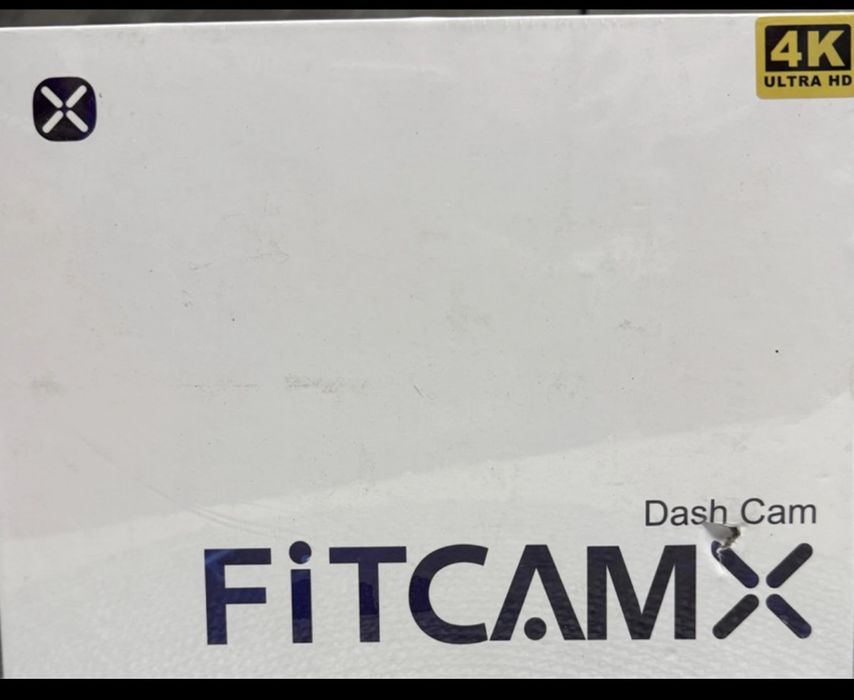 4K
ULTRA HD
Dash Cam
FiTCAMX